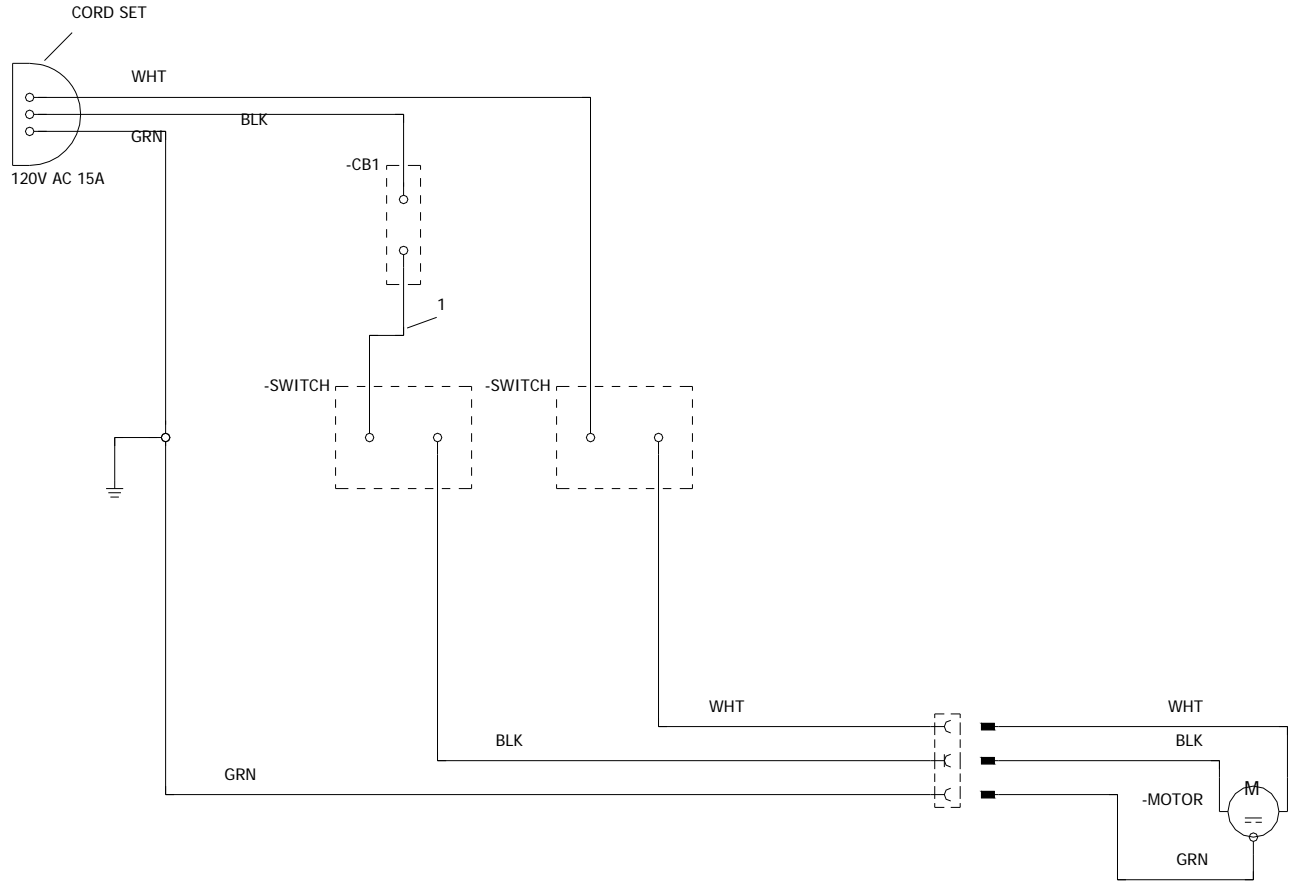 CORD SET
WHT
BLK
GRN
-CB1
120V AC 15A
1
-SWITCH
-SWITCH
WHT
WHT
BLK
BLK
GRN
M
-MOTOR
GRN